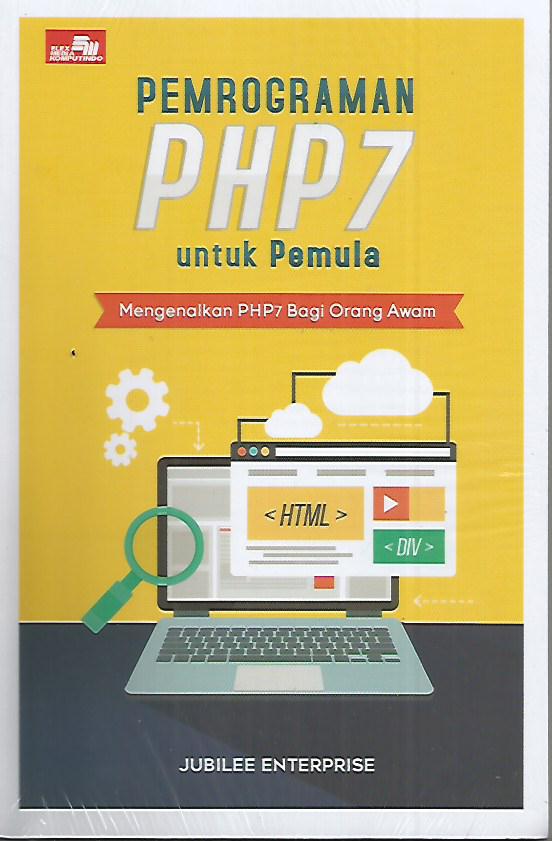 ELEX
MEDIA
KOMPUTINDO
PEMROGRAMAN
PHP7
untuk Pemula
Mengenalkan PHP7 Bagi Orang Awam
< HTML >
< DIV >
JUBILEE ENTERPRISE